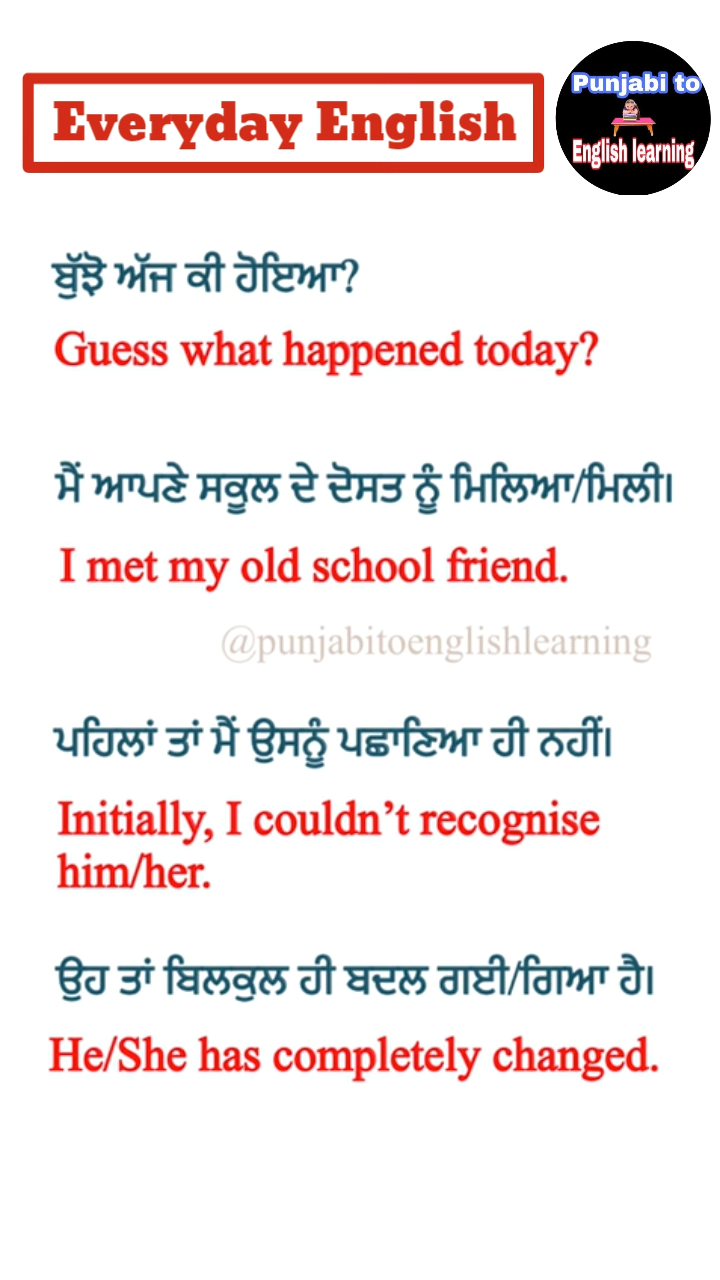 Everyday English
Punjabi to
English learning
ਬੁੱਝੋ ਅੱਜ ਕੀ ਹੋਇਆ?
Guess what happened today?
ਮੈਂ ਆਪਣੇ ਸਕੂਲ ਦੇ ਦੋਸਤ ਨੂੰ ਮਿਲਿਆ/ਮਿਲੀ।
I met my old school friend.
@punjabitoenglishlearning
ਪਹਿਲਾਂ ਤਾਂ ਮੈਂ ਉਸਨੂੰ ਪਛਾਣਿਆ ਹੀ ਨਹੀਂ।
Initially, I couldn’t recognise
him/her.
ਉਹ ਤਾਂ ਬਿਲਕੁਲ ਹੀ ਬਦਲ ਗਈ/ਗਿਆ ਹੈ।
He/She has completely changed.